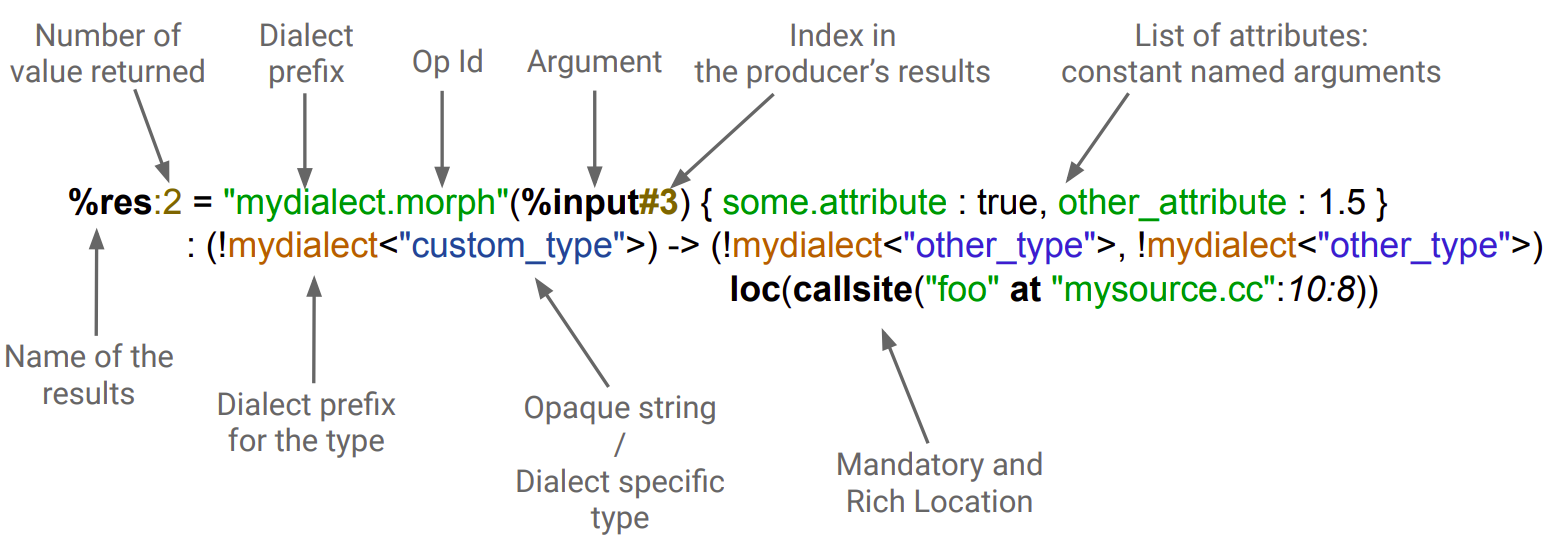 Number of
value returned
Dialect
prefix
Op Id
Argument
Index in
the producer’s results
List of attributes:
constant named arguments
%res:2 = "mydialect.morph"(%input#3) { some.attribute : true, other_attribute : 1.5 }
: (!mydialect<"custom_type">) -> (!mydialect<"other_type">, !mydialect<"other_type">)
loc(callsite("foo" at "mysource.cc":10:8))
Name of the
results
Dialect prefix
for the type
Opaque string
/
Dialect specific
type
Mandatory and
Rich Location